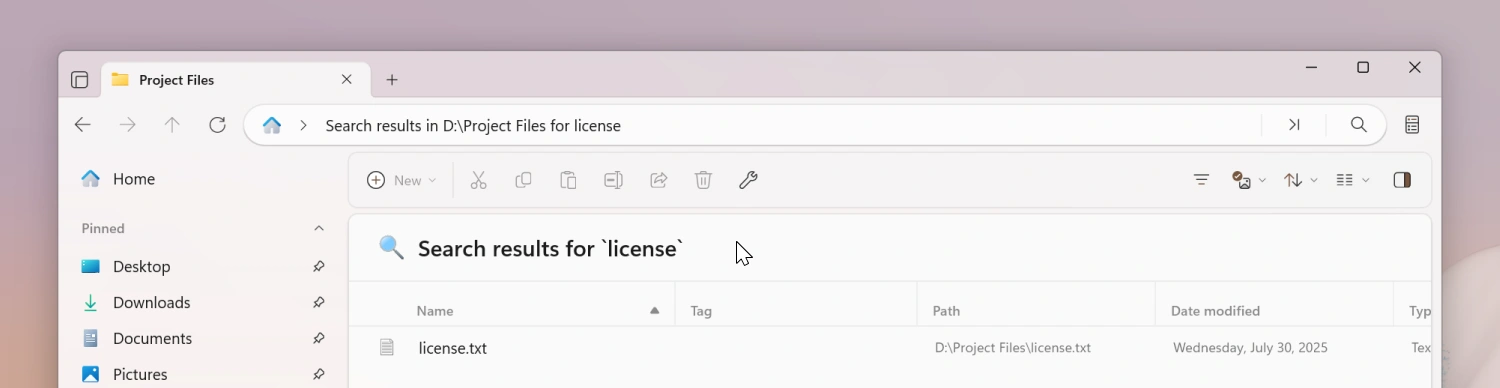 Project Files
Search results in D:\Project Files for license
Home
New
Pinned
Search results for `license`
Desktop
Downloads
Name Tag Path Date modified Typ
Documents
license.txt D:\Project Files\license.txt Wednesday, July 30, 2025 Tex
Pictures